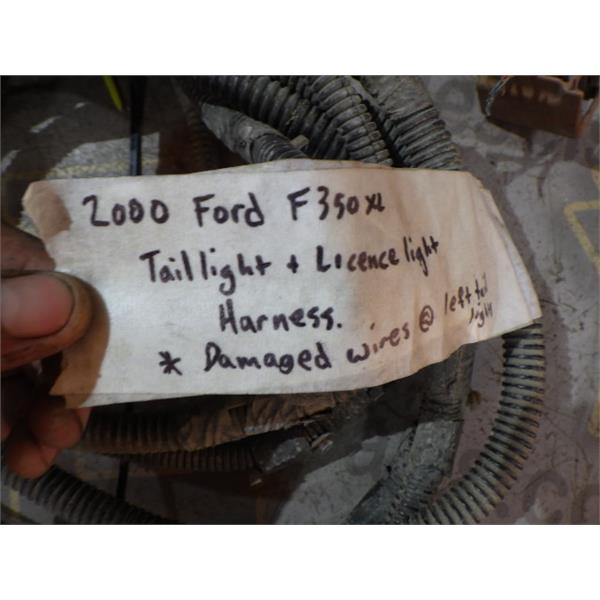 2000 Ford F350 XL
Taillight + Licence light
Harness.
* Damaged wires @ left tail light